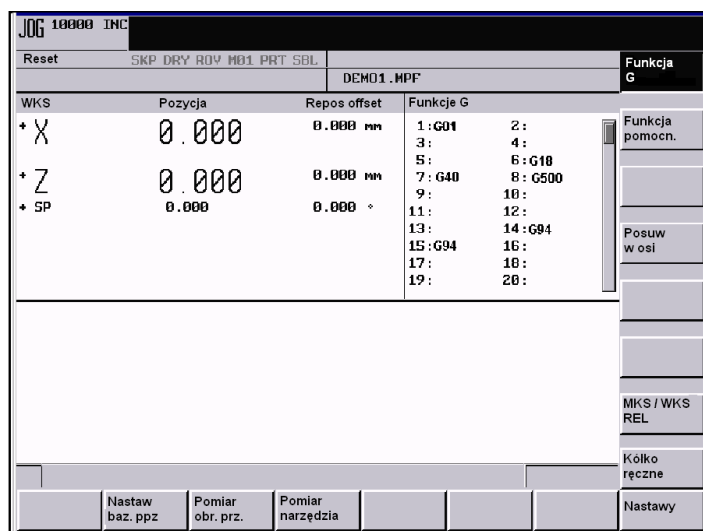 JOG 10000 INC
Reset SKP DRY ROV M01 PRT SBL
DEMO1.MPF
Funkcja
G
WKS Pozycja Repos offset Funkcje G
+ X 0.000 0.000 mm
+ Z 0.000 0.000 mm
+ SP 0.000 0.000 °
1:G01 2:
3: 4:
5: 6:G18
7:G40 8:G500
9: 10:
11: 12:
13: 14:G94
15:G94 16:
17: 18:
19: 20:
Funkcja
pomocn.
Posuw
w osi
MKS / WKS
REL
Kółko
ręczne
Nastaw
baz. ppz
Pomiar
obr. prz.
Pomiar
narzędzia
Nastawy